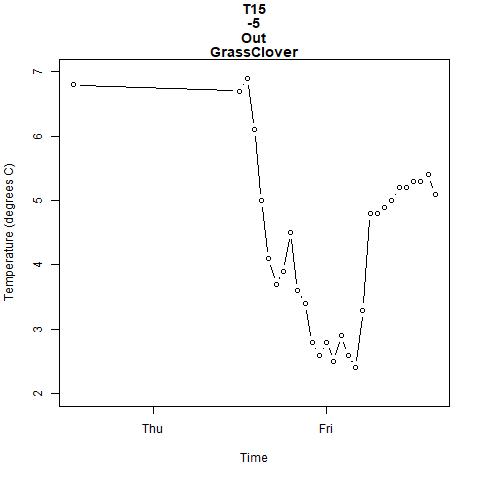 T15
-5
Out
GrassClover
Temperature (degrees C)
7
6
5
4
3
2
Thu
Fri
Time